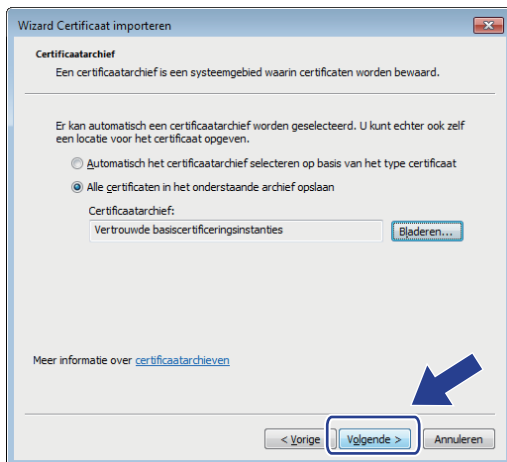 Wizard Certificaat importeren
Certificaatarchief
Een certificaatarchief is een systeemgebied waarin certificaten worden bewaard.
Er kan automatisch een certificaatarchief worden geselecteerd. U kunt echter ook zelf
een locatie voor het certificaat opgeven.
Automatisch het certificaatarchief selecteren op basis van het type certificaat
Alle certificaten in het onderstaande archief opslaan
Certificaatarchief:
Vertrouwde basiscertificeringsinstanties
Bladeren...
Meer informatie over certificaatarchieven
< Vorige
Volgende >
Annuleren